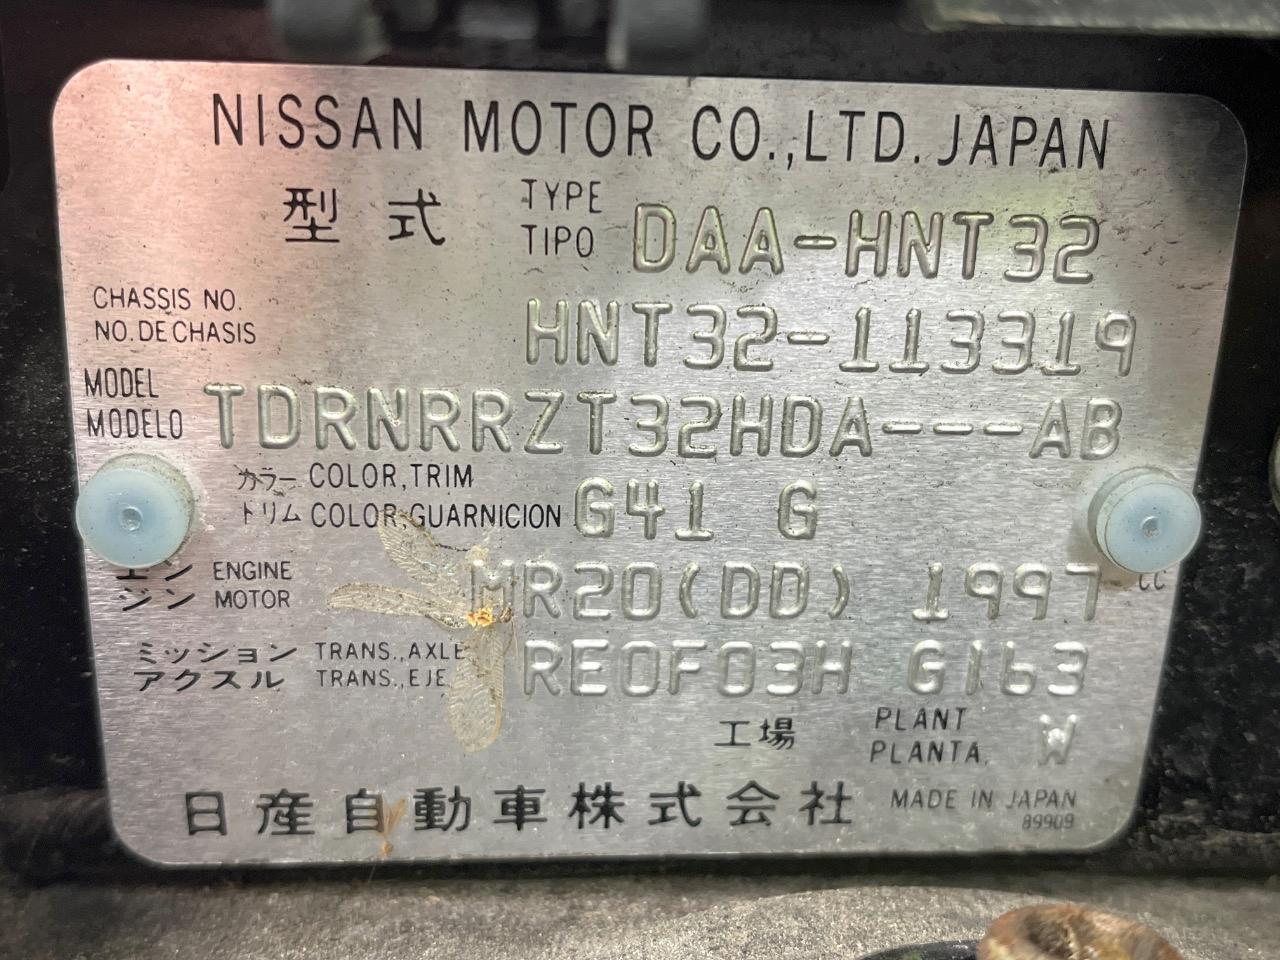 NISSAN MOTOR CO.,LTD. JAPAN
型式 TYPE TIPO DAA-HNT32
CHASSIS NO.
NO. DE CHASIS HNT32-113319
MODEL
MODELO TDRNRRZT32HDA---AB
カラー COLOR,TRIM
トリム COLOR,GUARNICION G41 G
エン ENGINE
ジン MOTOR MR20(DD) 1997 CC
ミッション TRANS.,AXLE
アクスル TRANS.,EJE RE0F03H G163
工場 PLANT
PLANTA. W
日産自動車株式会社 MADE IN JAPAN
89909